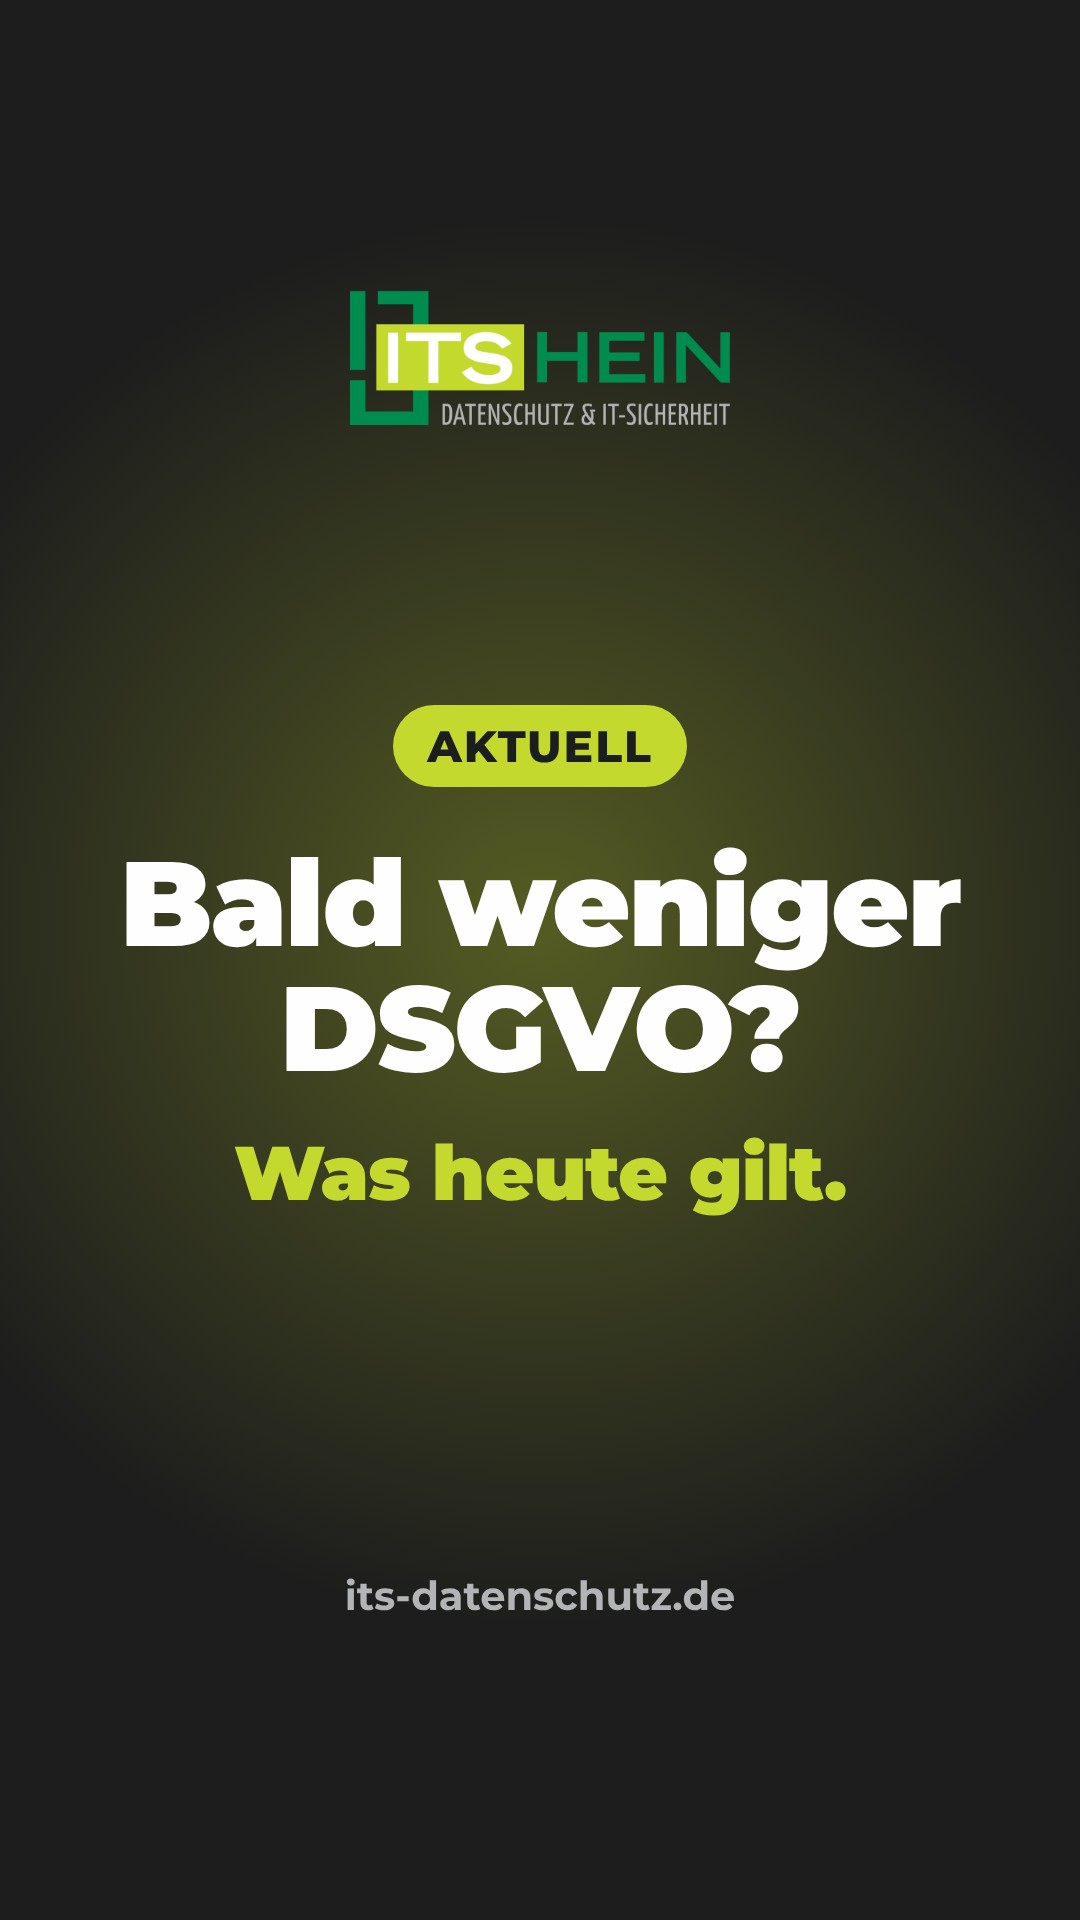 ITS HEIN
DATENSCHUTZ & IT-SICHERHEIT
AKTUELL
Bald weniger
DSGVO?
Was heute gilt.
its-datenschutz.de